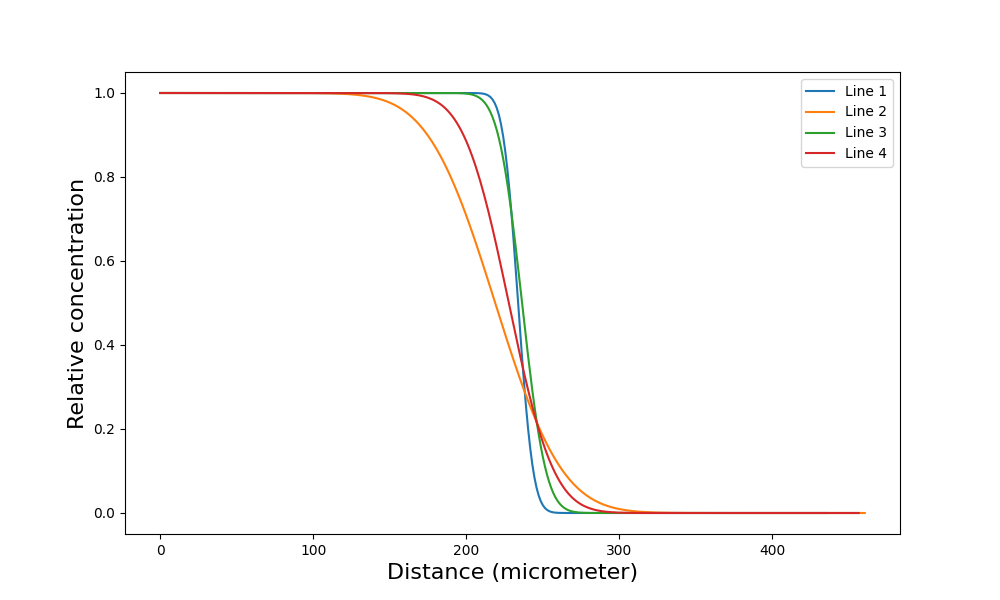 Line 1
Line 2
Line 3
Line 4
1.0
0.8
0.6
0.4
0.2
0.0
Relative concentration
0 100 200 300 400
Distance (micrometer)